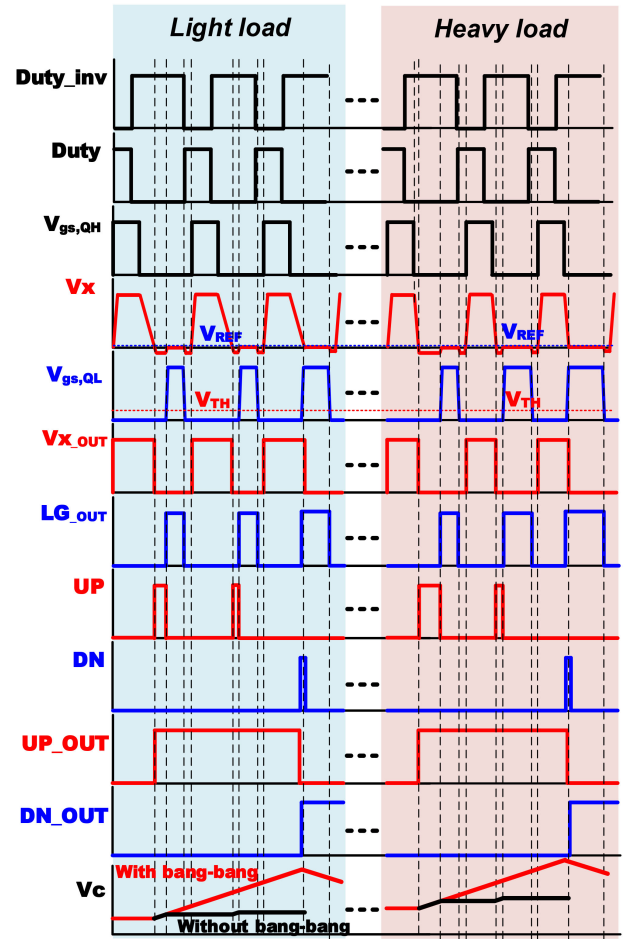 Light load
Heavy load
Duty_inv
Duty
Vgs,QH
Vx
VREF
VREF
Vgs,QL
VTH
VTH
Vx_OUT
LG_OUT
UP
DN
UP_OUT
DN_OUT
With bang-bang
Vc
Without bang-bang